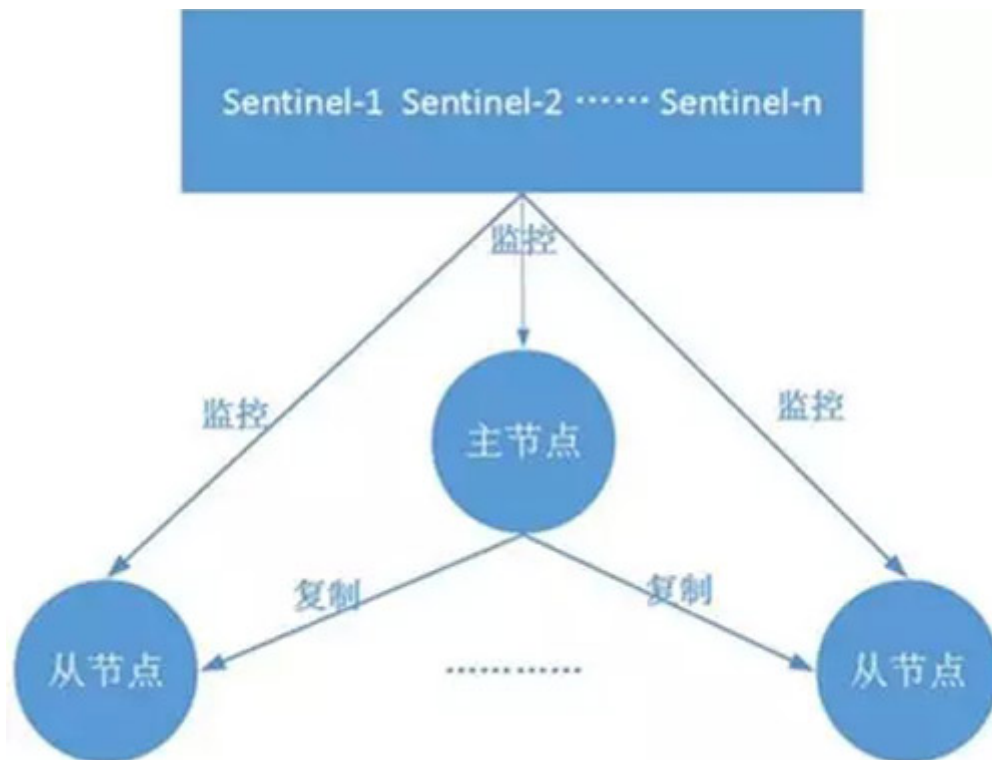 Sentinel-1 Sentinel-2 …… Sentinel-n
监控
监控
监控
主节点
复制
复制
从节点
…………
从节点